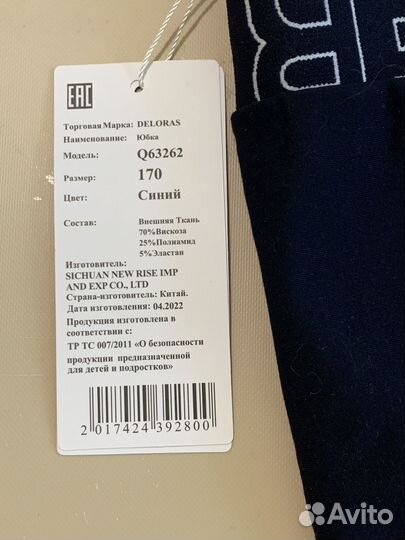 EAC
Торговая Марка: DELORAS
Наименование: Юбка
Модель: Q63262
Размер: 170
Цвет: Синий
Состав: Внешняя Ткань
70%Вискоза
25%Полиамид
5%Эластан
Изготовитель:
SICHUAN NEW RISE IMP
AND EXP CO., LTD
Страна-изготовитель: Китай.
Дата изготовления: 04.2022
Продукция изготовлена в
соответствии с:
ТР ТС 007/2011 «О безопасности
продукции предназначенной
для детей и подростков»
2 017424 392800
Avito